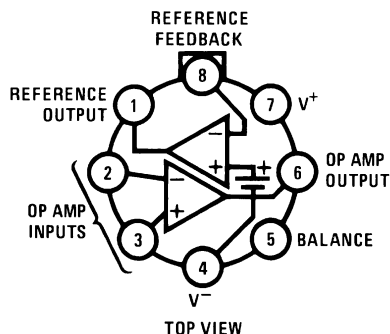 REFERENCE
FEEDBACK
8
REFERENCE
OUTPUT
1
7
V+
2
6
OP AMP
OUTPUT
OP AMP
INPUTS
3
5
BALANCE
4
V−
−
+
+
−
+
TOP VIEW